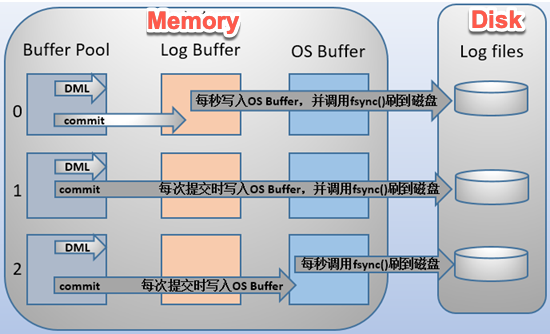 Memory
Disk
Buffer Pool
Log Buffer
OS Buffer
Log files
0
DML
commit
每秒写入OS Buffer，并调用fsync()刷到磁盘
1
DML
commit
每次提交时写入OS Buffer，并调用fsync()刷到磁盘
2
DML
每秒调用fsync()刷到磁盘
commit
每次提交时写入OS Buffer